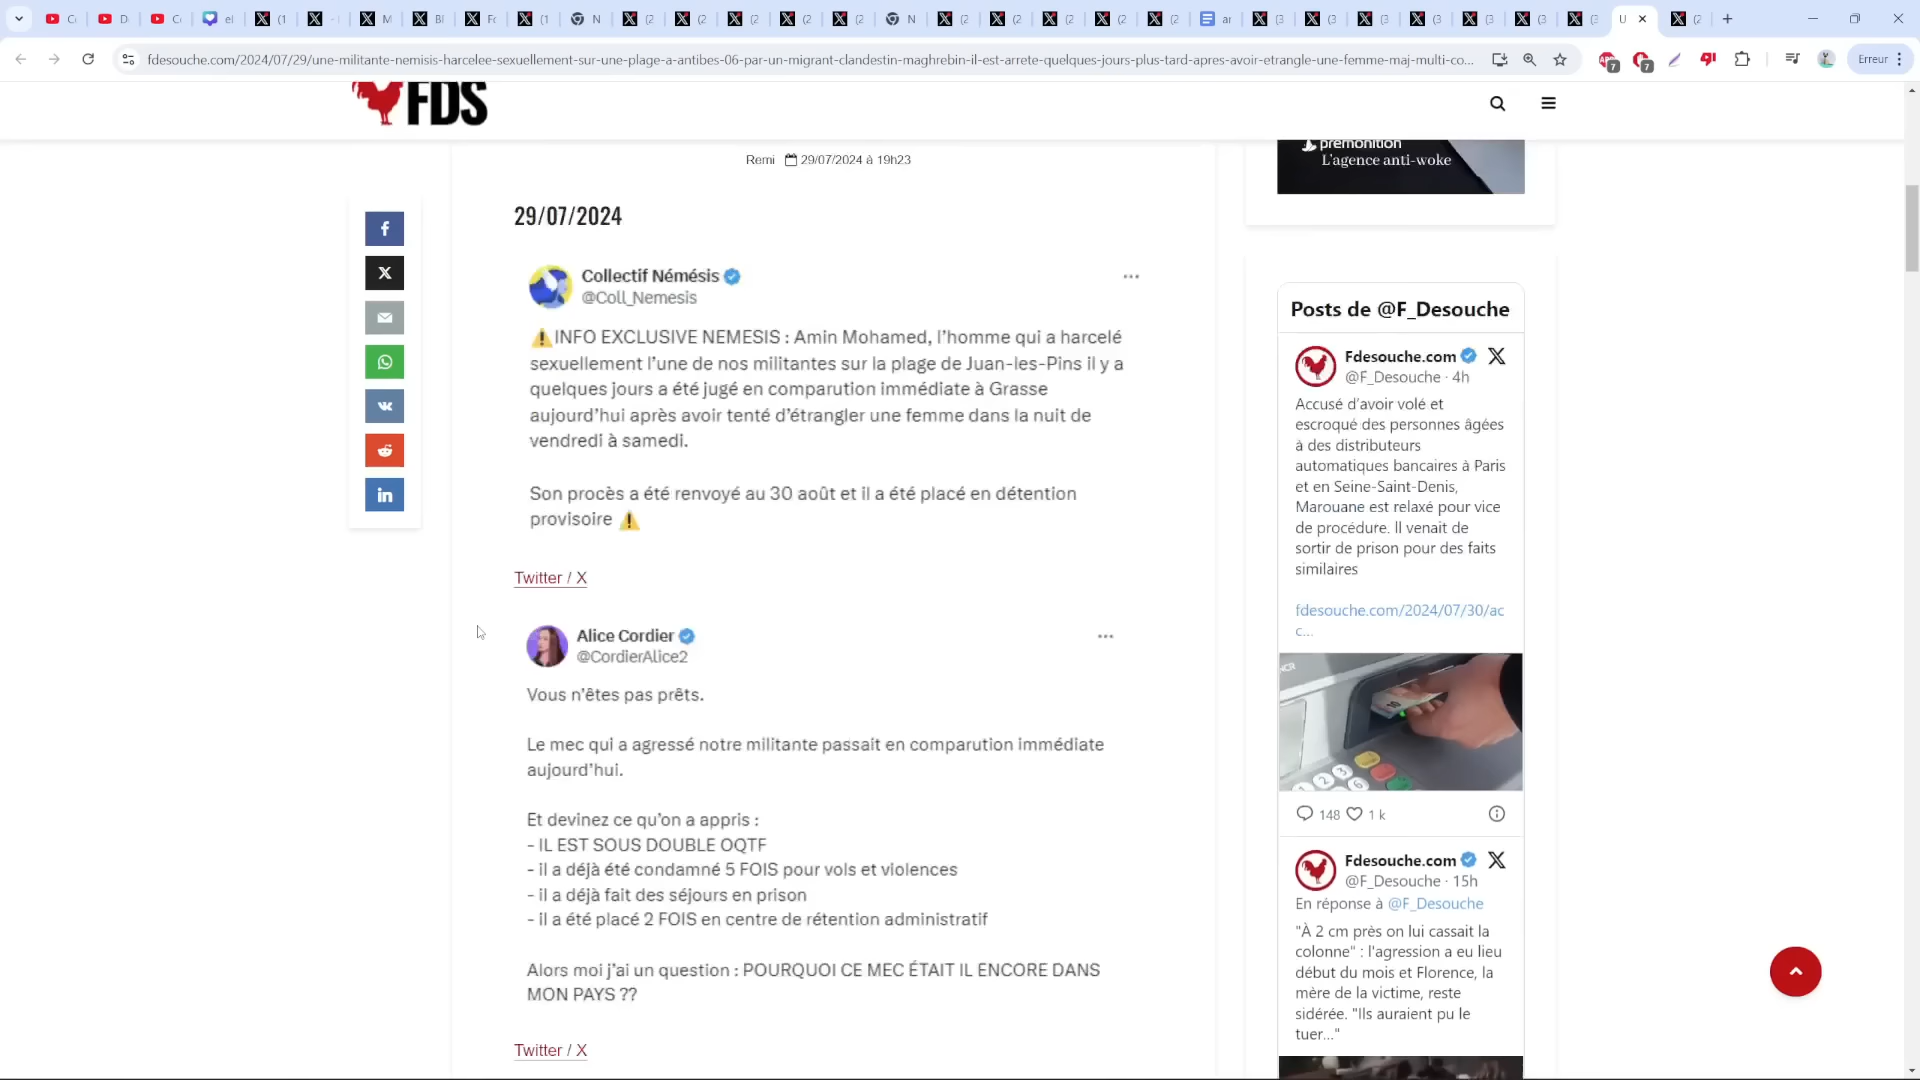 fdesouche.com/2024/07/29/une-militante-nemisis-harcelee-sexuellement-sur-une-plage-a-antibes-06-par-un-migrant-clandestin-maghrebin-il-est-arrete-quelques-jours-plus-tard-apres-avoir-etrangle-une-femme-maj-multi-co...
Erreur
FDS
Remi 29/07/2024 à 19h23
29/07/2024
Collectif Némésis
@Coll_Nemesis
⚠️INFO EXCLUSIVE NEMESIS : Amin Mohamed, l’homme qui a harcelé
sexuellement l’une de nos militantes sur la plage de Juan-les-Pins il y a
quelques jours a été jugé en comparution immédiate à Grasse
aujourd’hui après avoir tenté d’étrangler une femme dans la nuit de
vendredi à samedi.
Son procès a été renvoyé au 30 août et il a été placé en détention
provisoire ⚠️
Twitter / X
Alice Cordier
@CordierAlice2
Vous n’êtes pas prêts.
Le mec qui a agressé notre militante passait en comparution immédiate
aujourd’hui.
Et devinez ce qu’on a appris :
- IL EST SOUS DOUBLE OQTF
- il a déjà été condamné 5 FOIS pour vols et violences
- il a déjà fait des séjours en prison
- il a été placé 2 FOIS en centre de rétention administratif
Alors moi j’ai un question : POURQUOI CE MEC ÉTAIT IL ENCORE DANS
MON PAYS ??
Twitter / X
premonition
L'agence anti-woke
Posts de @F_Desouche
Fdesouche.com
@F_Desouche · 4h
Accusé d’avoir volé et
escroqué des personnes âgées
à des distributeurs
automatiques bancaires à Paris
et en Seine-Saint-Denis,
Marouane est relaxé pour vice
de procédure. Il venait de
sortir de prison pour des faits
similaires
fdesouche.com/2024/07/30/ac
c...
148 1 k
Fdesouche.com
@F_Desouche · 15h
En réponse à @F_Desouche
"À 2 cm près on lui cassait la
colonne" : l'agression a eu lieu
début du mois et Florence, la
mère de la victime, reste
sidérée. "Ils auraient pu le
tuer..."